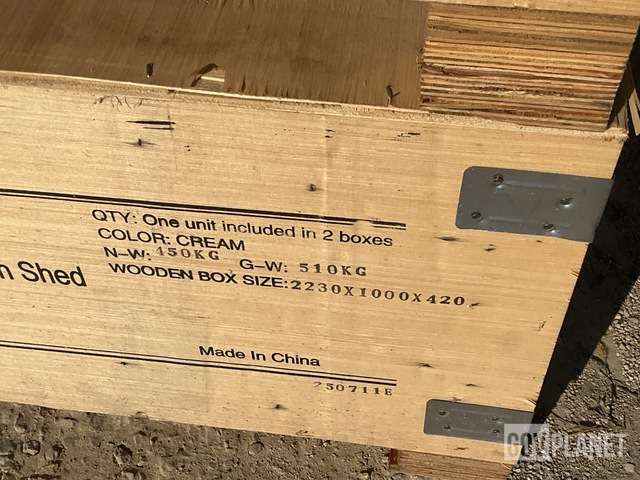 QTY: One unit included in 2 boxes
COLOR: CREAM
N-W: 450KG G-W: 510KG
n Shed
WOODEN BOX SIZE:2230X1000X420
Made In China
250711E
PLANET